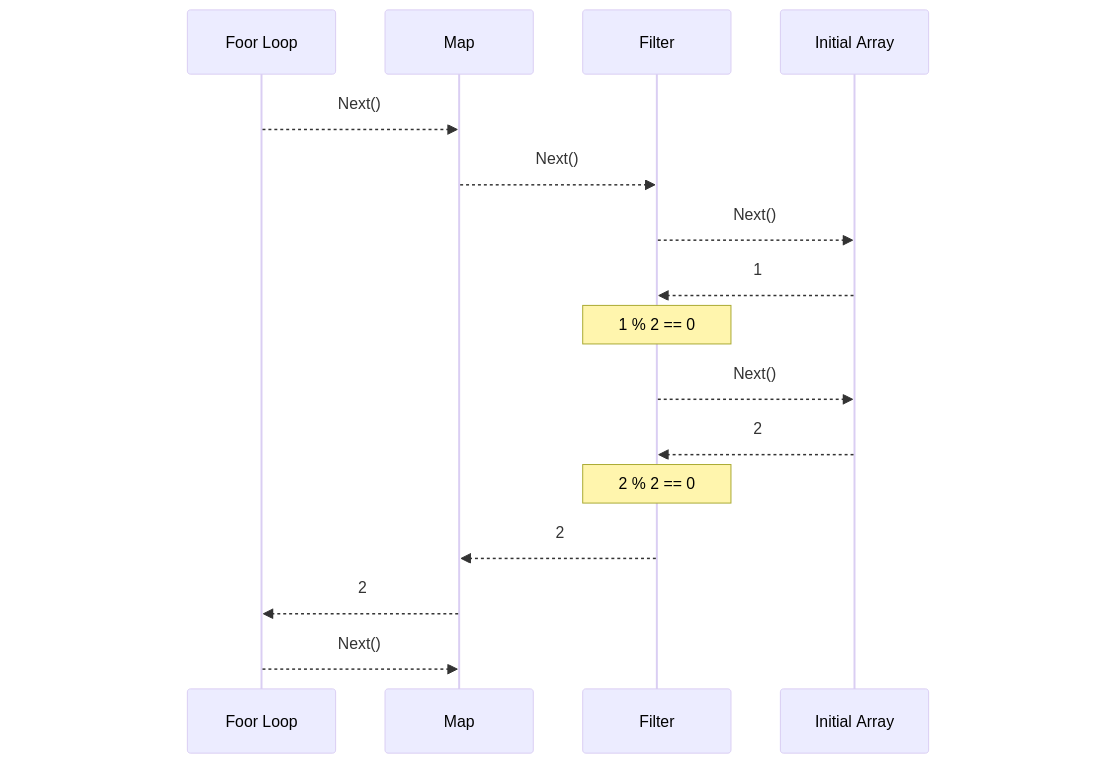 Foor Loop
Map
Filter
Initial Array
Next()
Next()
Next()
1
1 % 2 == 0
Next()
2
2 % 2 == 0
2
2
Next()
Foor Loop
Map
Filter
Initial Array